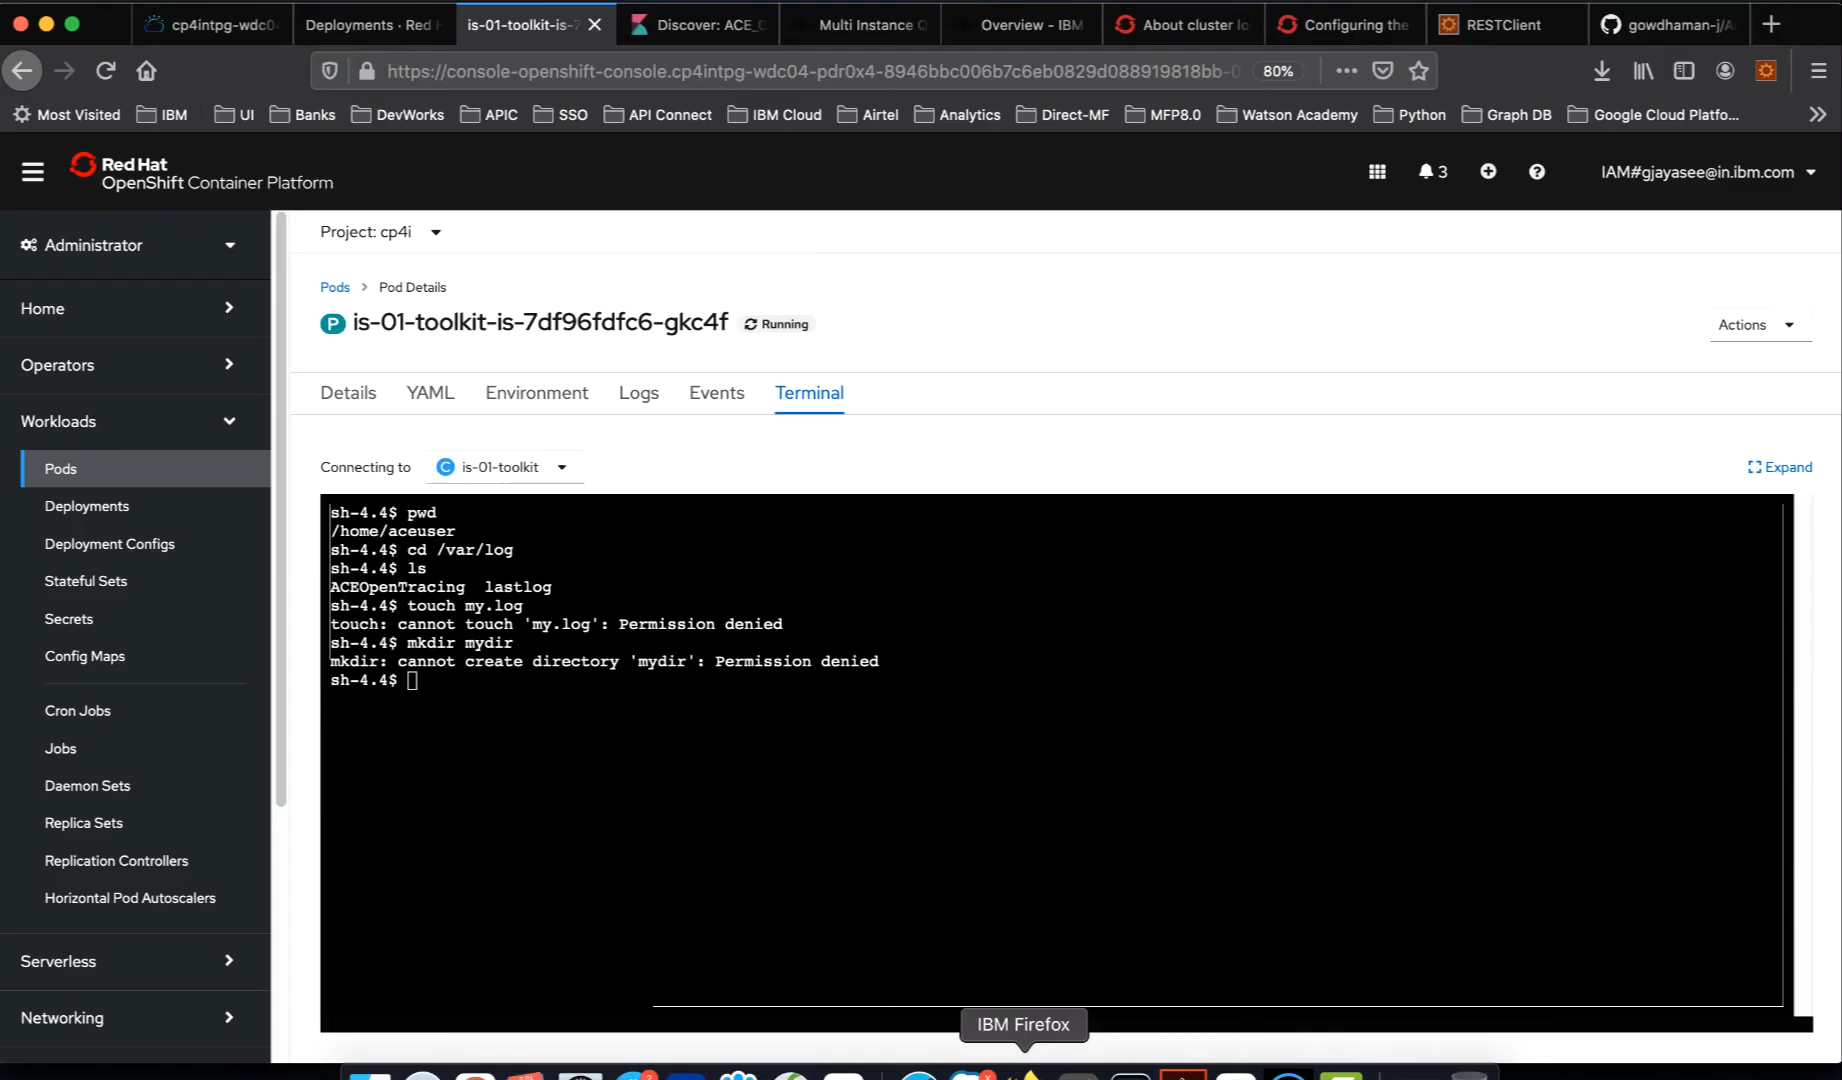 cp4intpg-wdc0
Deployments · Red H
is-01-toolkit-is-7
Discover: ACE_C
Multi Instance Q
Overview - IBM
About cluster lo
Configuring the
RESTClient
gowdhaman-j/A
https://console-openshift-console.cp4intpg-wdc04-pdr0x4-8946bbc006b7c6eb0829d088919818bb-0
80%
Most Visited
IBM
UI
Banks
DevWorks
APIC
SSO
API Connect
IBM Cloud
Airtel
Analytics
Direct-MF
MFP8.0
Watson Academy
Python
Graph DB
Google Cloud Platfo...
Red Hat
OpenShift Container Platform
3
IAM#gjayasee@in.ibm.com
Administrator
Home
Operators
Workloads
Pods
Deployments
Deployment Configs
Stateful Sets
Secrets
Config Maps
Cron Jobs
Jobs
Daemon Sets
Replica Sets
Replication Controllers
Horizontal Pod Autoscalers
Serverless
Networking
Project: cp4i
Pods > Pod Details
P is-01-toolkit-is-7df96fdfc6-gkc4f Running
Actions
Details
YAML
Environment
Logs
Events
Terminal
Connecting to
C is-01-toolkit
Expand
sh-4.4$ pwd
/home/aceuser
sh-4.4$ cd /var/log
sh-4.4$ ls
ACEOpenTracing  lastlog
sh-4.4$ touch my.log
touch: cannot touch 'my.log': Permission denied
sh-4.4$ mkdir mydir
mkdir: cannot create directory 'mydir': Permission denied
sh-4.4$
IBM Firefox